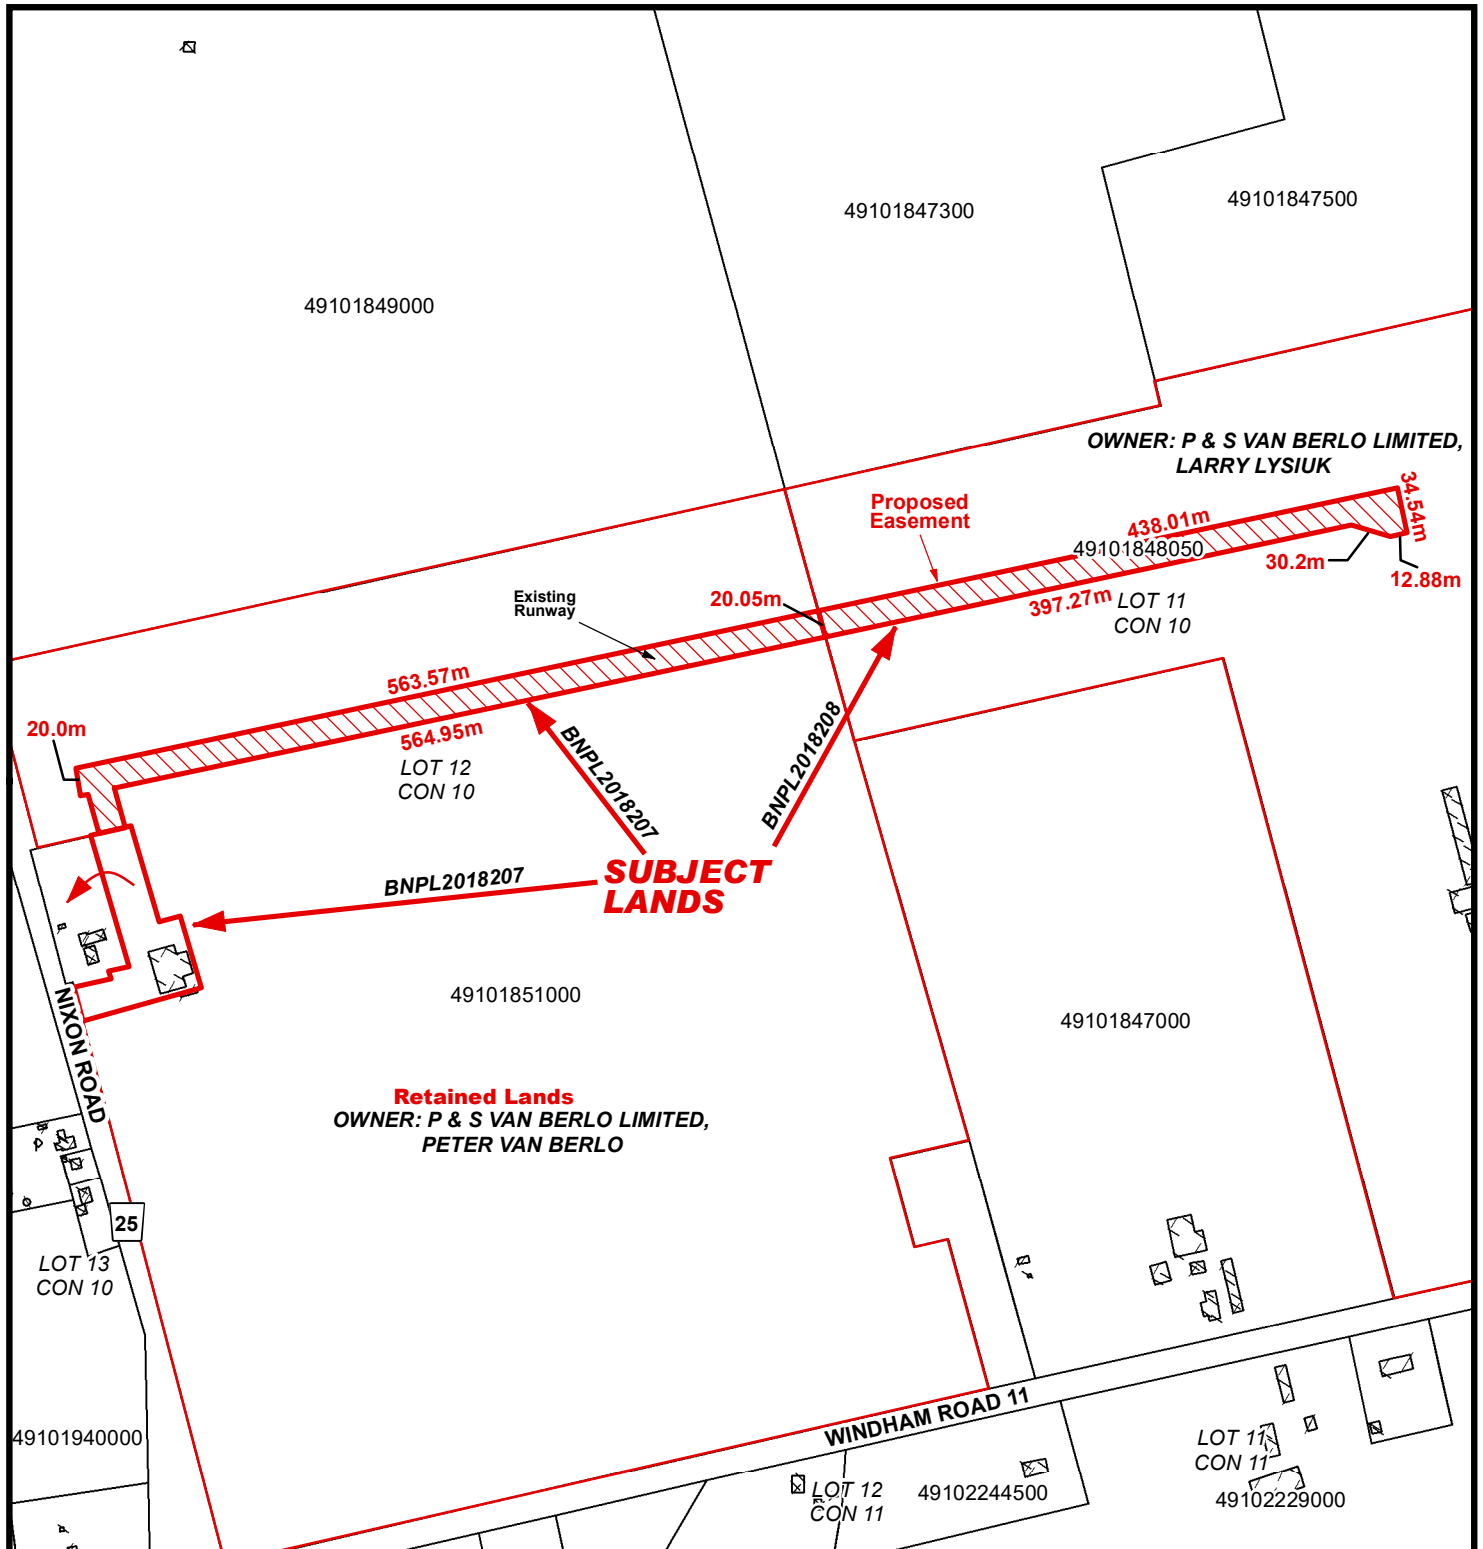 49101847500
49101847300
49101849000
OWNER: P & S VAN BERLO LIMITED,
LARRY LYSIUK
34.54m
Proposed
Easement
438.01m
49101848050
30.2m
12.88m
Existing
Runway
20.05m
397.27m
LOT 11
CON 10
563.57m
20.0m
564.95m
LOT 12
CON 10
BNPL2018207
BNPL2018208
SUBJECT
LANDS
BNPL2018207
49101851000
49101847000
NIXON ROAD
Retained Lands
OWNER: P & S VAN BERLO LIMITED,
PETER VAN BERLO
25
LOT 13
CON 10
WINDHAM ROAD 11
49101940000
LOT 11
CON 11
LOT 12
CON 11
49102244500
49102229000